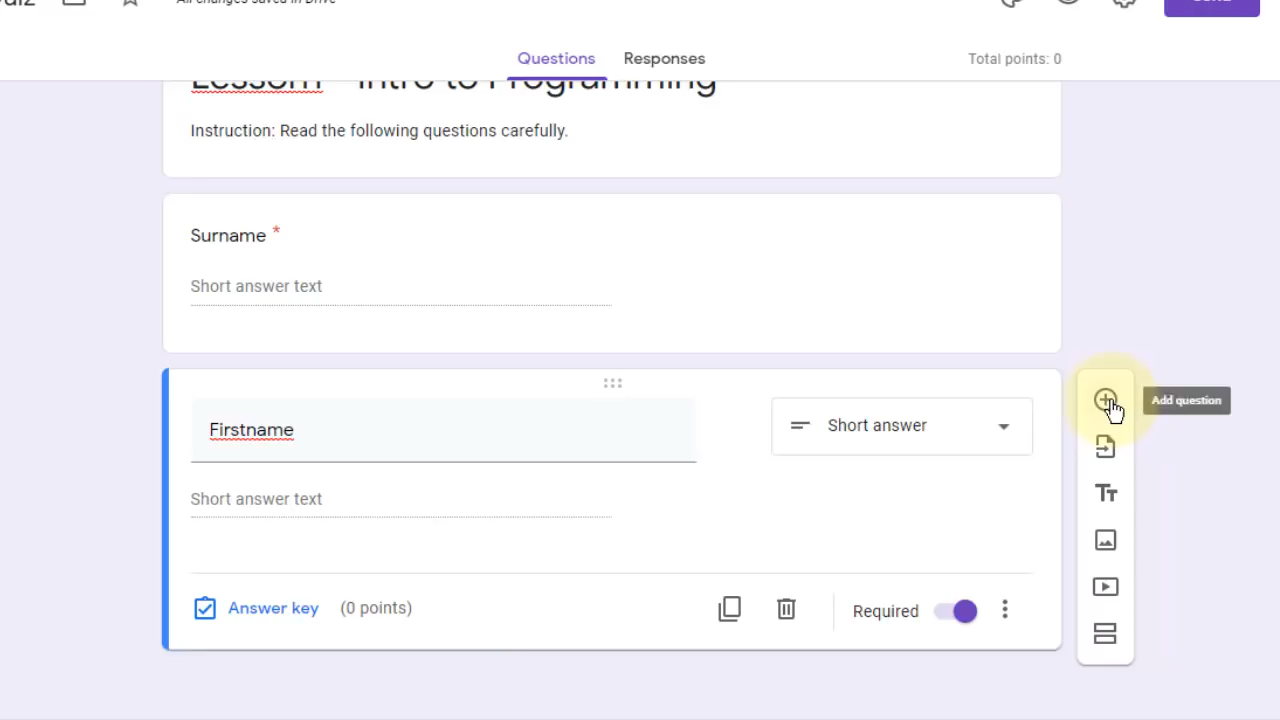 All changes saved in Drive
Questions
Responses
Total points: 0
Intro to Programming
Instruction: Read the following questions carefully.
Surname *
Short answer text
Firstname
Short answer
Add question
Tt
Short answer text
Answer key
(0 points)
Required